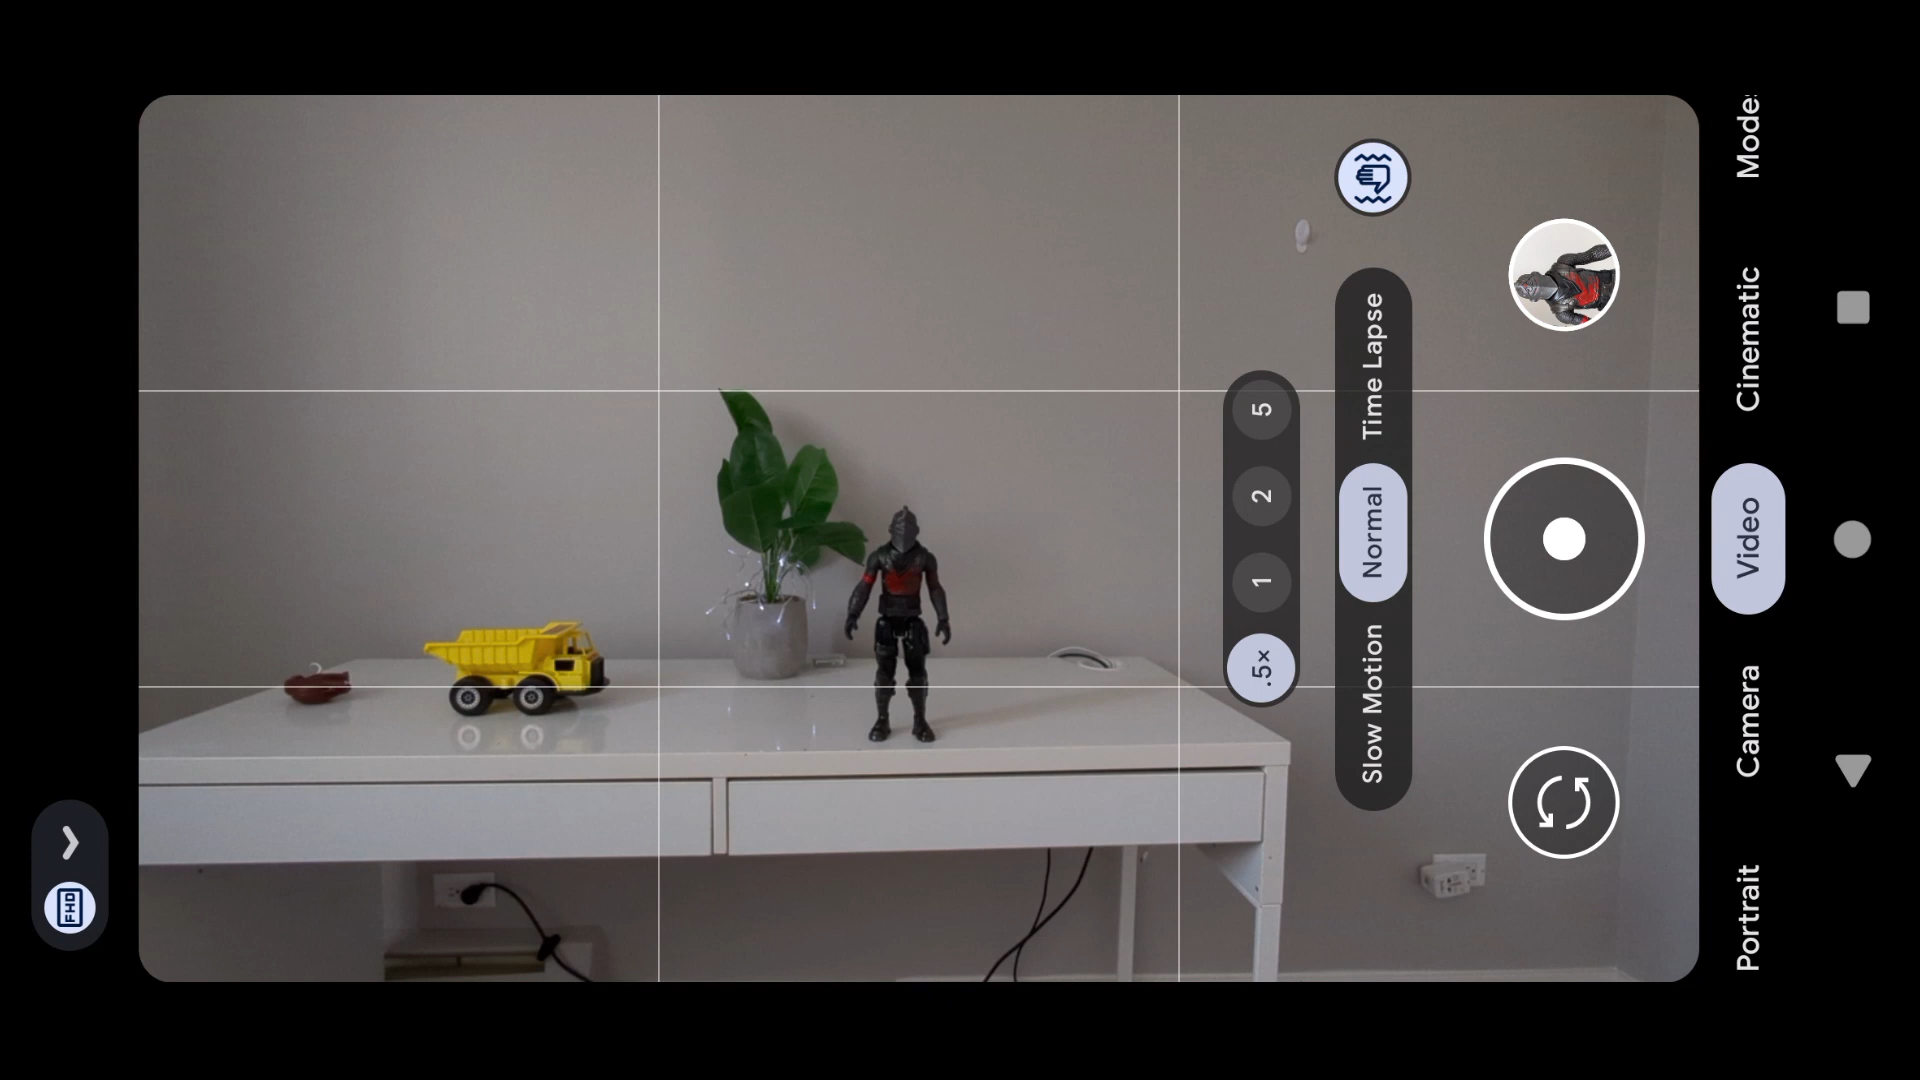 5
2
1
.5×
Time Lapse
Normal
Slow Motion
Modes
Cinematic
Video
Camera
Portrait
FHD